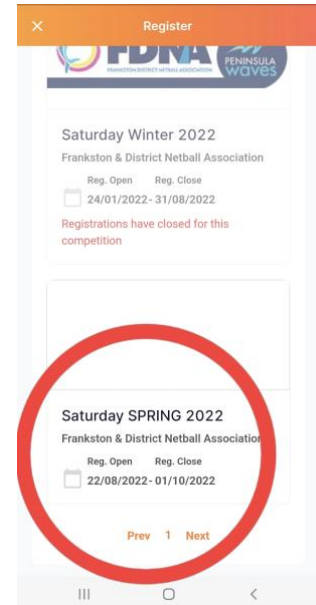 Register
FDNA
FRANKSTON DISTRICT NETBALL ASSOCIATION
PENINSULA
waves
Saturday Winter 2022
Frankston & District Netball Association
Reg. Open Reg. Close
24/01/2022- 31/08/2022
Registrations have closed for this
competition
Saturday SPRING 2022
Frankston & District Netball Association
Reg. Open Reg. Close
22/08/2022- 01/10/2022
Prev 1 Next